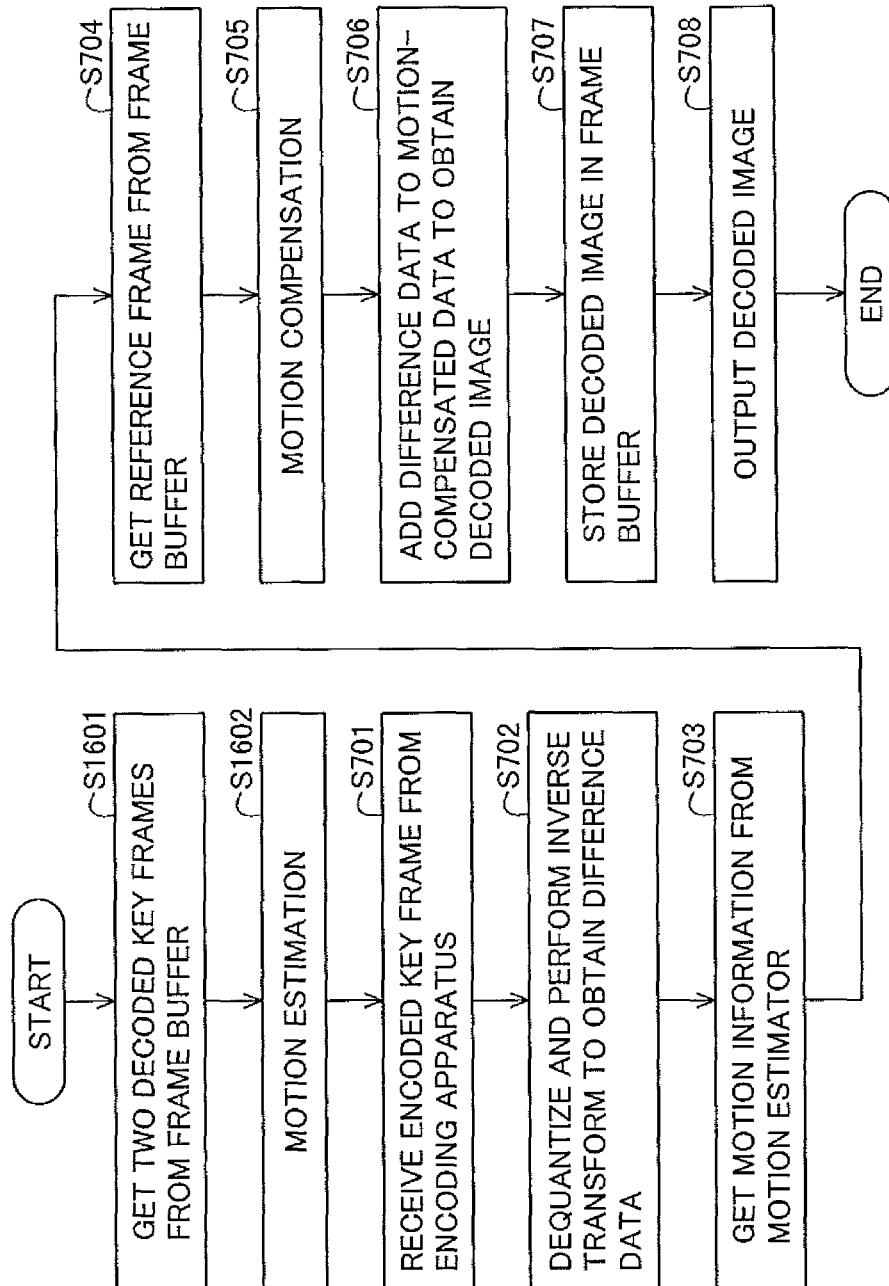 START
S1601
GET TWO DECODED KEY FRAMES
FROM FRAME BUFFER
S1602
MOTION ESTIMATION
S701
RECEIVE ENCODED KEY FRAME FROM
ENCODING APPARATUS
S702
DEQUANTIZE AND PERFORM INVERSE
TRANSFORM TO OBTAIN DIFFERENCE
DATA
S703
GET MOTION INFORMATION FROM
MOTION ESTIMATOR
S704
GET REFERENCE FRAME FROM FRAME
BUFFER
S705
MOTION COMPENSATION
S706
ADD DIFFERENCE DATA TO MOTION-
COMPENSATED DATA TO OBTAIN
DECODED IMAGE
S707
STORE DECODED IMAGE IN FRAME
BUFFER
S708
OUTPUT DECODED IMAGE
END